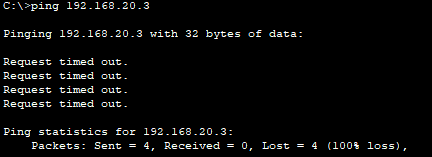 C:\>ping 192.168.20.3
Pinging 192.168.20.3 with 32 bytes of data:
Request timed out.
Request timed out.
Request timed out.
Request timed out.
Ping statistics for 192.168.20.3:
    Packets: Sent = 4, Received = 0, Lost = 4 (100% loss),